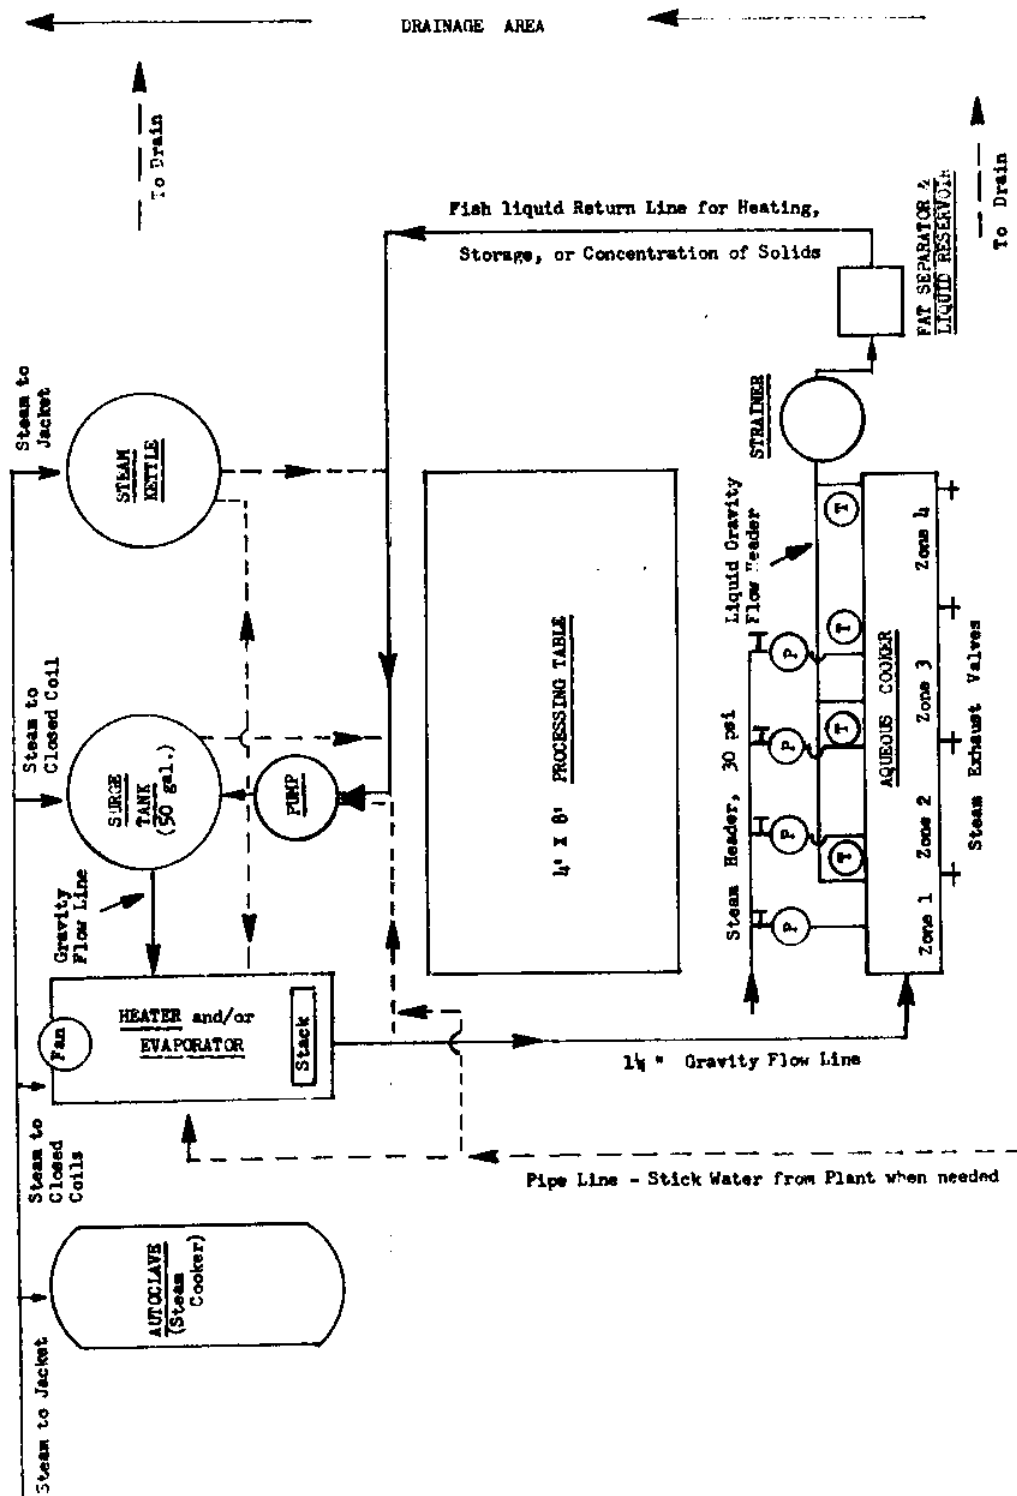 DRAINAGE AREA
To Drain
To Drain
Fish liquid Return Line for Heating,
Storage, or Concentration of Solids
FAT SEPARATOR &
LIQUID RESERVOIR
STRAINER
Steam to
Jacket
STEAM
KETTLE
Liquid Gravity
Flow Header
T
T
T
T
P
P
P
P
Steam Header, 30 psi
AQUEOUS COOKER
Zone 1
Zone 2
Zone 3
Zone 4
Steam Exhaust Valves
4' X 8' PROCESSING TABLE
Steam to
Closed Coil
SURGE
TANK
(50 gal.)
PUMP
Gravity
Flow Line
Fan
HEATER and/or
EVAPORATOR
Stack
" Gravity Flow Line
Steam to
Closed
Coils
Pipe Line - Stick Water from Plant when needed
AUTOCLAVE
(Steam
Cooker)
Steam to Jacket